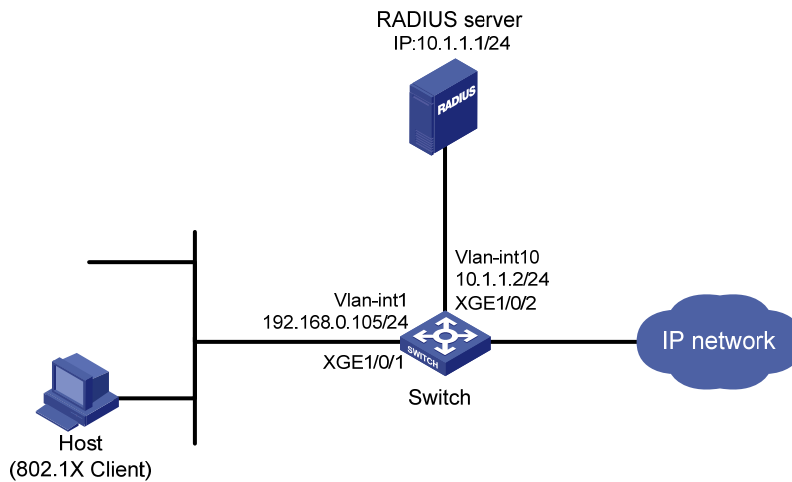 RADIUS server
IP:10.1.1.1/24
RADIUS
Vlan-int10
10.1.1.2/24
XGE1/0/2
Vlan-int1
192.168.0.105/24
XGE1/0/1
SWITCH
Switch
IP network
Host
(802.1X Client)